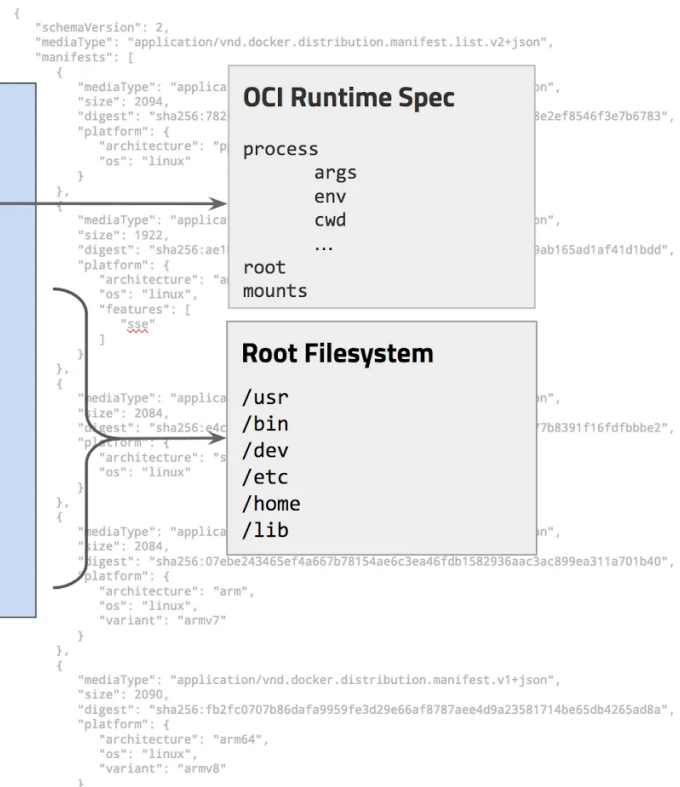 {
"schemaVersion": 2,
"mediaType": "application/vnd.docker.distribution.manifest.list.v2+json",
"manifests": [
{
"mediaType": "applica
on",
"size": 2094,
"digest": "sha256:782
8e2ef8546f3e7b6783",
"platform": {
"architecture": "p
"os": "linux"
}
},
{
"mediaType": "applica
on",
"size": 1922,
"digest": "sha256:ae1
9ab165ad1af41d1bdd",
"platform": {
"architecture": "a
"os": "linux",
"features": [
"sse"
]
}
},
{
"mediaType": "applica
on",
"size": 2084,
"digest": "sha256:e4c
77b8391f16fdfbbbe2",
"platform": {
"architecture": "s
"os": "linux"
}
},
{
"mediaType": "applica
on",
"size": 2084,
"digest": "sha256:07ebe243465ef4a667b78154ae6c3ea46fdb1582936aac3ac899ea311a701b40",
"platform": {
"architecture": "arm",
"os": "linux",
"variant": "armv7"
}
},
{
"mediaType": "application/vnd.docker.distribution.manifest.v1+json",
"size": 2090,
"digest": "sha256:fb2fc0707b86dafa9959fe3d29e66af8787aee4d9a23581714be65db4265ad8a",
"platform": {
"architecture": "arm64",
"os": "linux",
"variant": "armv8"
}
OCI Runtime Spec
process
args
env
cwd
...
root
mounts
Root Filesystem
/usr
/bin
/dev
/etc
/home
/lib